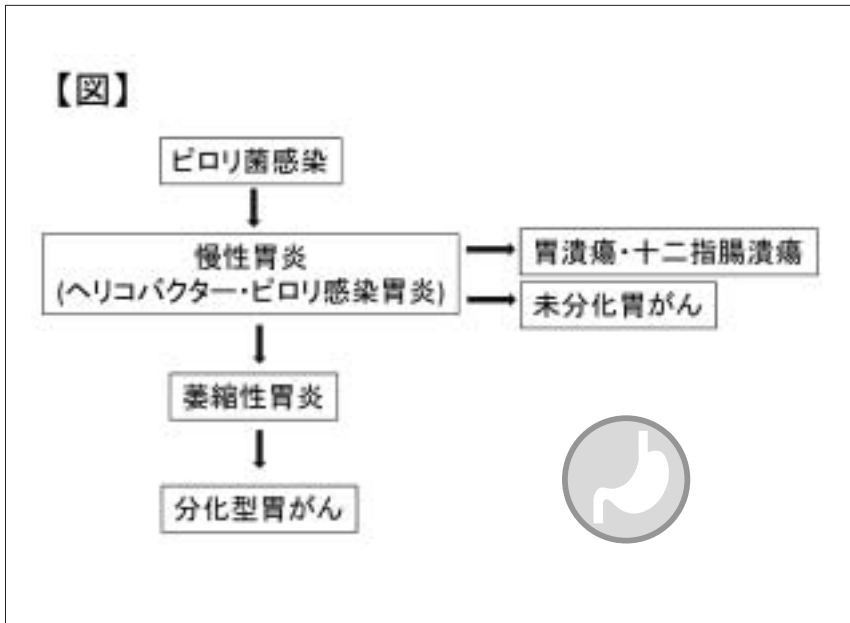 【図】
ピロリ菌感染
慢性胃炎
(ヘリコバクター・ピロリ感染胃炎)
胃潰瘍・十二指腸潰瘍
未分化胃がん
萎縮性胃炎
分化型胃がん